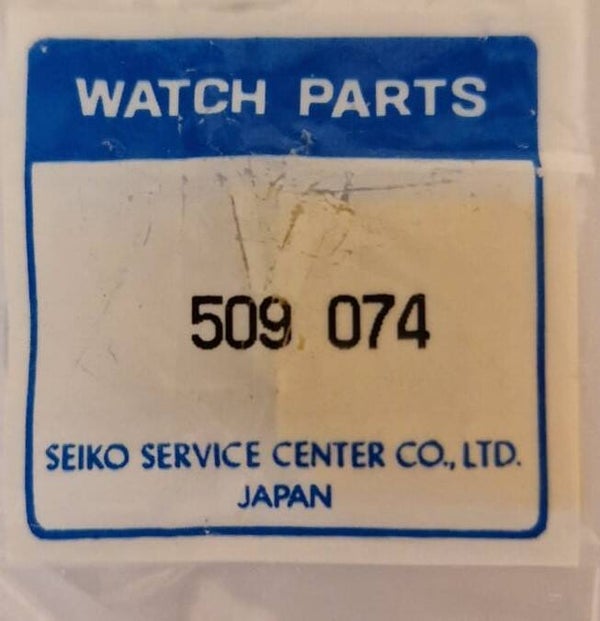 WATCH PARTS
509 074
SEIKO SERVICE CENTER CO., LTD.
JAPAN